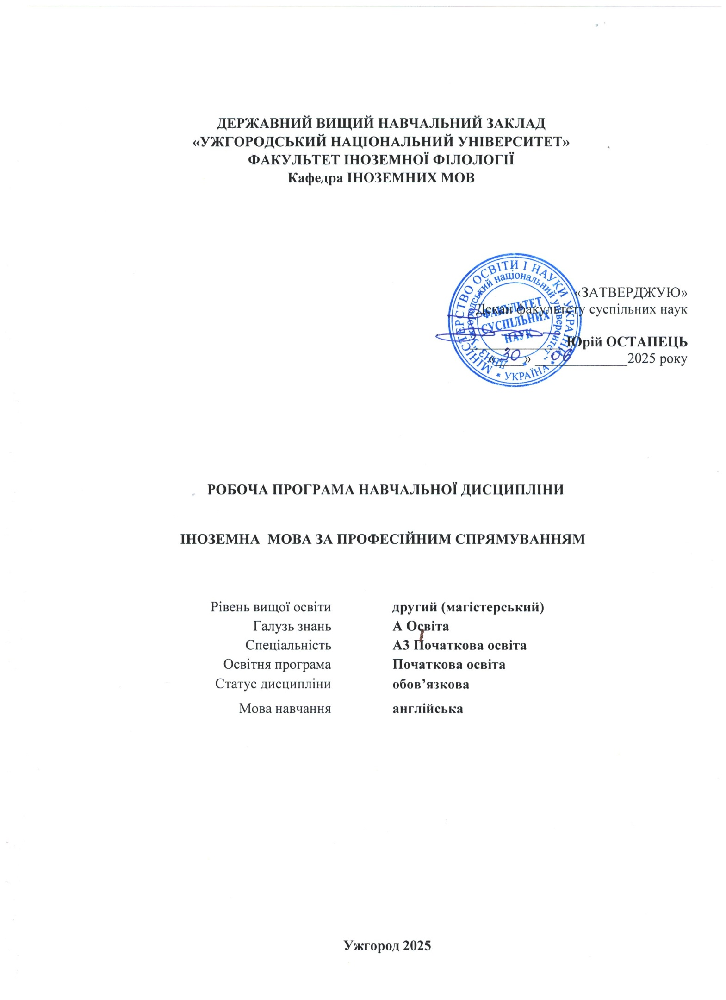 ДЕРЖАВНИЙ ВИЩИЙ НАВЧАЛЬНИЙ ЗАКЛАД
«УЖГОРОДСЬКИЙ НАЦІОНАЛЬНИЙ УНІВЕРСИТЕТ»
ФАКУЛЬТЕТ ІНОЗЕМНОЇ ФІЛОЛОГІЇ
Кафедра ІНОЗЕМНИХ МОВ
«ЗАТВЕРДЖУЮ»
Декан факультету суспільних наук
Юрій ОСТАПЕЦЬ
«30» 06 2025 року
МІНІСТЕРСТВО ОСВІТИ І НАУКИ УКРАЇНИ * УКРАЇНА *
ДВНЗ "Ужгородський національний університет" *
ФАКУЛЬТЕТ
СУСПІЛЬНИХ
НАУК
РОБОЧА ПРОГРАМА НАВЧАЛЬНОЇ ДИСЦИПЛІНИ
ІНОЗЕМНА МОВА ЗА ПРОФЕСІЙНИМ СПРЯМУВАННЯМ
Рівень вищої освіти другий (магістерський)
Галузь знань А Освіта
Спеціальність А3 Початкова освіта
Освітня програма Початкова освіта
Статус дисципліни обов’язкова
Мова навчання англійська
Ужгород 2025